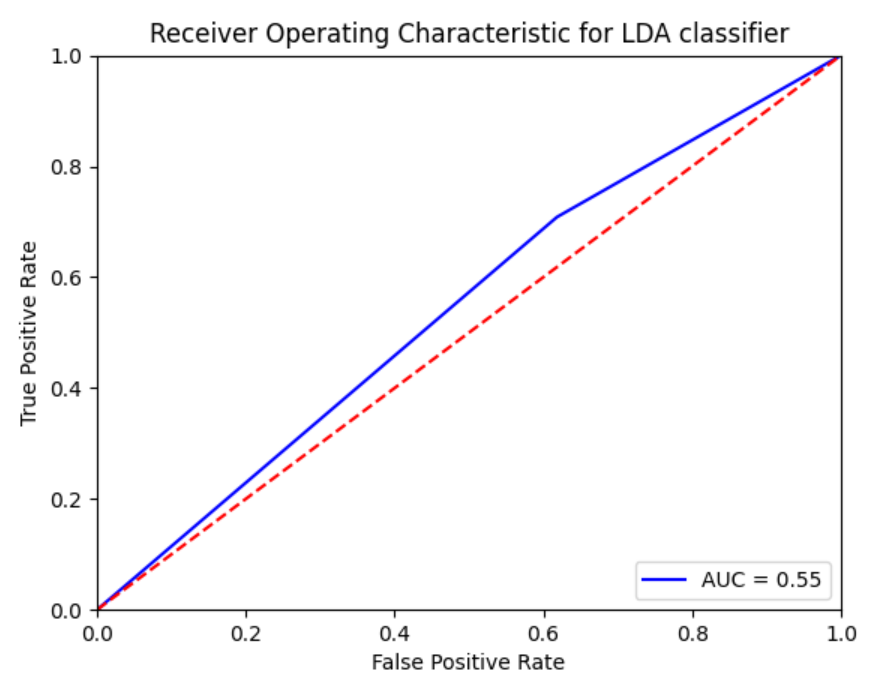 Receiver Operating Characteristic for LDA classifier
1.0
0.8
0.6
0.4
0.2
0.0
True Positive Rate
AUC = 0.55
0.0 0.2 0.4 0.6 0.8 1.0
False Positive Rate